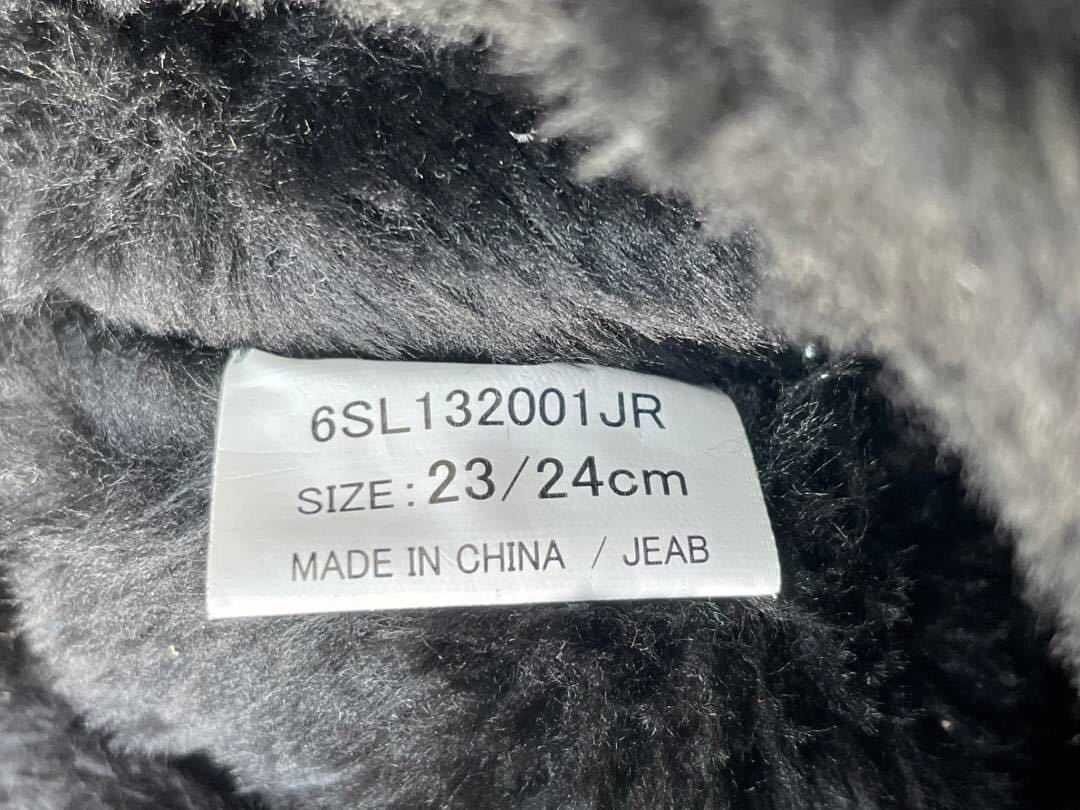 6SL132001JR
SIZE: 23/24cm
MADE IN CHINA / JEAB